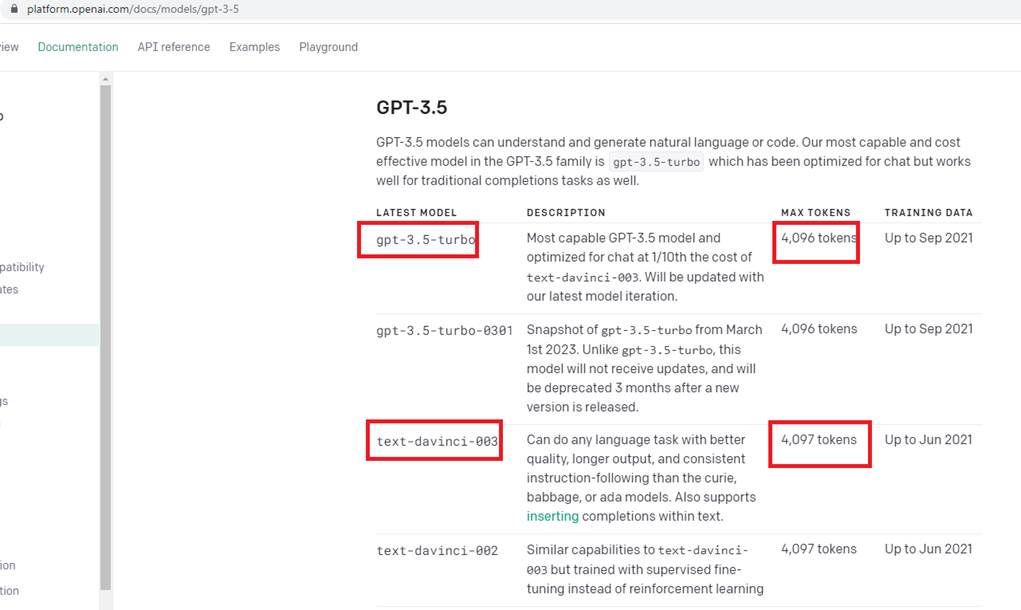 platform.openai.com/docs/models/gpt-3-5
iew Documentation API reference Examples Playground
GPT-3.5
GPT-3.5 models can understand and generate natural language or code. Our most capable and cost
effective model in the GPT-3.5 family is gpt-3.5-turbo which has been optimized for chat but works
well for traditional completions tasks as well.
LATEST MODEL DESCRIPTION MAX TOKENS TRAINING DATA
gpt-3.5-turbo Most capable GPT-3.5 model and 4,096 tokens Up to Sep 2021
optimized for chat at 1/10th the cost of
text-davinci-003. Will be updated with
our latest model iteration.
patibility
ates
gpt-3.5-turbo-0301 Snapshot of gpt-3.5-turbo from March 4,096 tokens Up to Sep 2021
1st 2023. Unlike gpt-3.5-turbo, this
model will not receive updates, and will
be deprecated 3 months after a new
version is released.
gs
text-davinci-003 Can do any language task with better 4,097 tokens Up to Jun 2021
quality, longer output, and consistent
instruction-following than the curie,
babbage, or ada models. Also supports
inserting completions within text.
text-davinci-002 Similar capabilities to text-davinci- 4,097 tokens Up to Jun 2021
003 but trained with supervised fine-
tuning instead of reinforcement learning
ion
tion